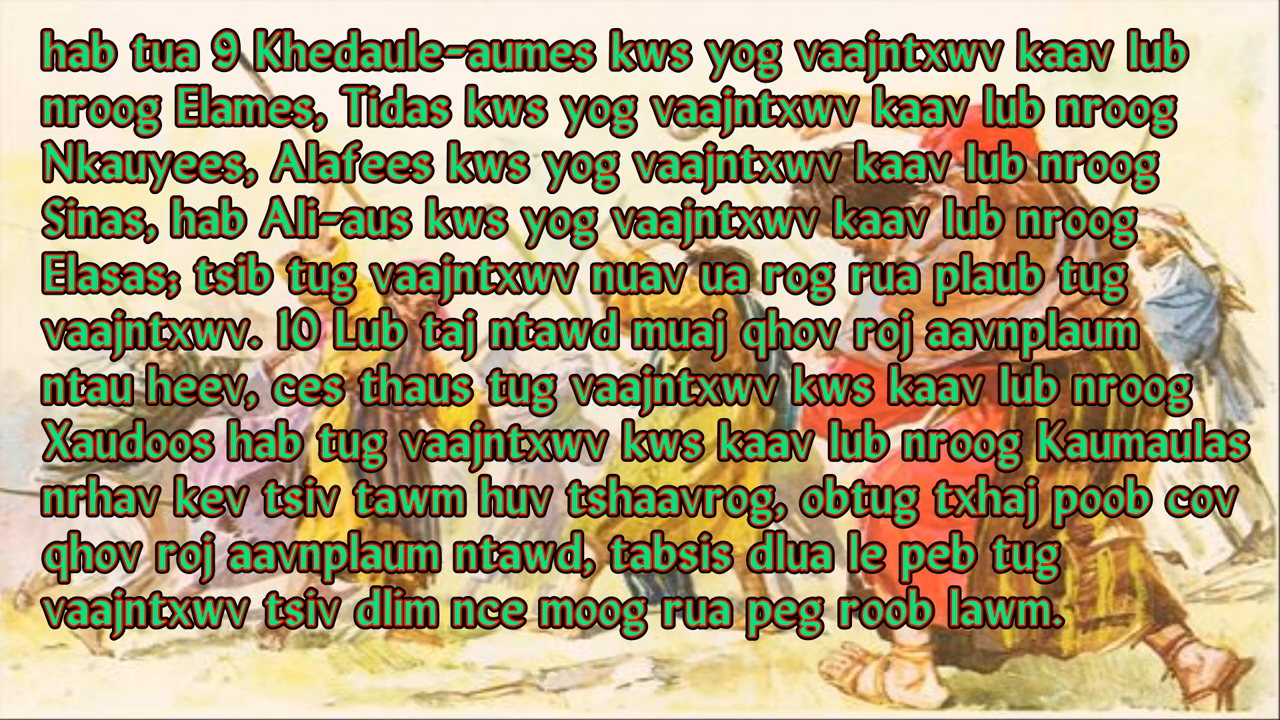 hab tua 9 Khedaule-aumes kws yog vaajntxwv kaav lub
nroog Elames, Tidas kws yog vaajntxwv kaav lub nroog
Nkauyees, Alafees kws yog vaajntxwv kaav lub nroog
Sinas, hab Ali-aus kws yog vaajntxwv kaav lub nroog
Elasas; tsib tug vaajntxwv nuav ua rog rua plaub tug
vaajntxwv. 10 Lub taj ntawd muaj qhov roj aavnplaum
ntau heev, ces thaus tug vaajntxwv kws kaav lub nroog
Xaudoos hab tug vaajntxwv kws kaav lub nroog Kaumaulas
nrhav kev tsiv tawm huv tshaavrog, obtug txhaj poob cov
qhov roj aavnplaum ntawd, tabsis dlua le peb tug
vaajntxwv tsiv dlim nce moog rua peg roob lawm.